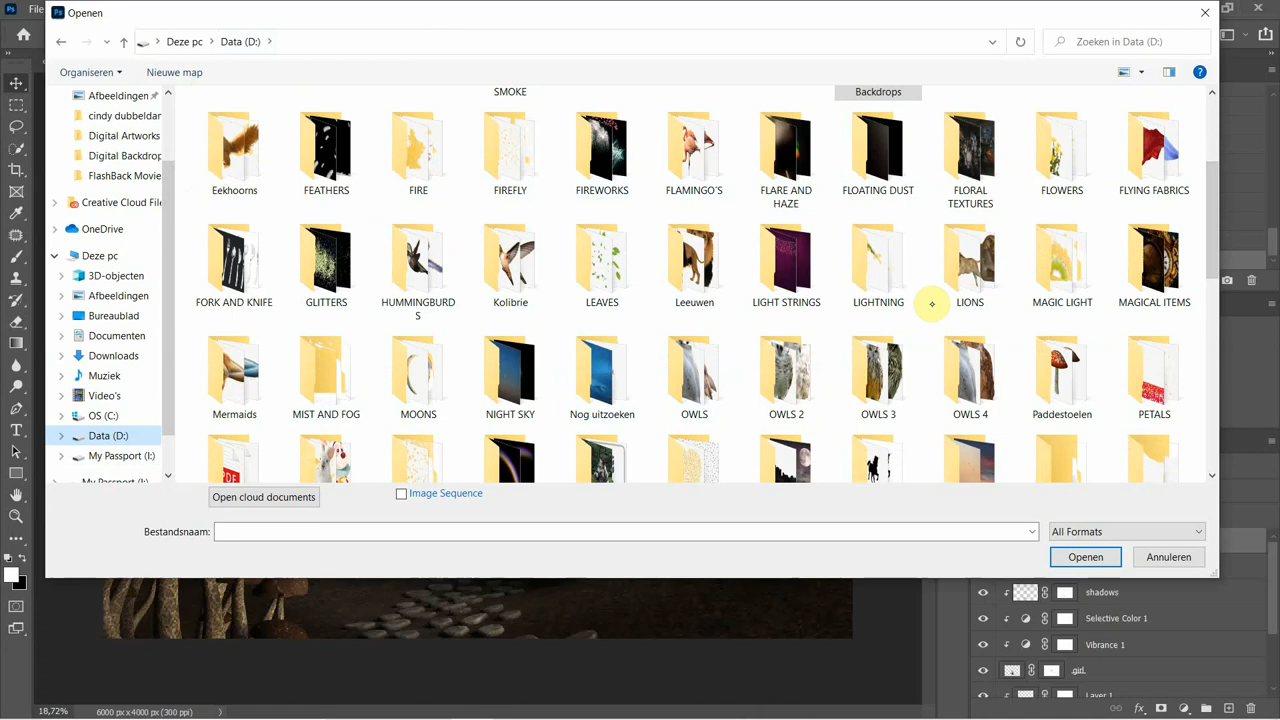 Ps File
Ps Openen
Deze pc > Data (D:) >
Zoeken in Data (D:)
Organiseren
Nieuwe map
Afbeeldingen
cindy dubbeldan
Digital Artworks
Digital Backdrop
FlashBack Movie
Creative Cloud File
OneDrive
Deze pc
3D-objecten
Afbeeldingen
Bureaublad
Documenten
Downloads
Muziek
Video's
OS (C:)
Data (D:)
My Passport (I:)
SMOKE
Backdrops
Eekhoorns
FEATHERS
FIRE
FIREFLY
FIREWORKS
FLAMINGO´S
FLARE AND
HAZE
FLOATING DUST
FLORAL
TEXTURES
FLOWERS
FLYING FABRICS
FORK AND KNIFE
GLITTERS
HUMMINGBURD
S
Kolibrie
LEAVES
Leeuwen
LIGHT STRINGS
LIGHTNING
LIONS
MAGIC LIGHT
MAGICAL ITEMS
Mermaids
MIST AND FOG
MOONS
NIGHT SKY
Nog uitzoeken
OWLS
OWLS 2
OWLS 3
OWLS 4
Paddestoelen
PETALS
PDF
Open cloud documents
Image Sequence
Bestandsnaam:
All Formats
Openen
Annuleren
shadows
Selective Color 1
Vibrance 1
girl
Layer 1
18,72%
6000 px x 4000 px (300 ppi)